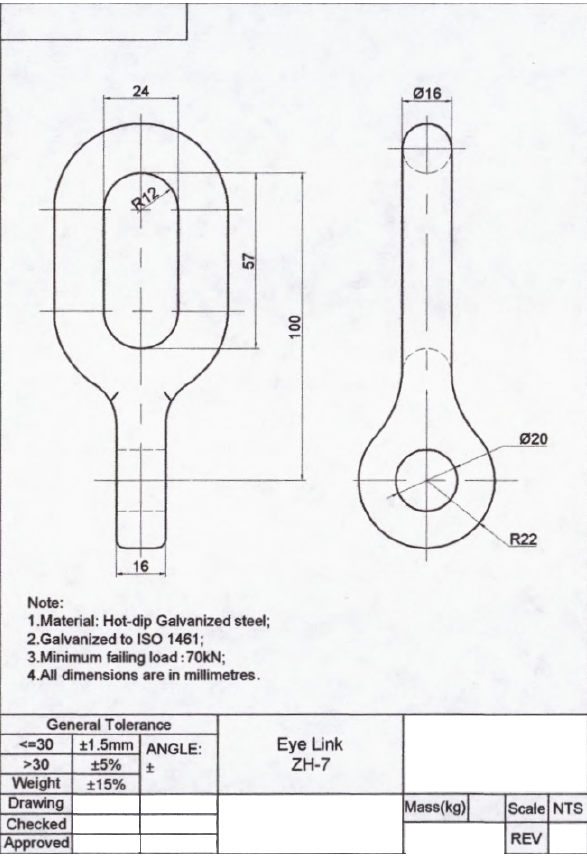 24
Ø16
R12
57
100
Ø20
R22
16
Note:
1.Material: Hot-dip Galvanized steel;
2.Galvanized to ISO 1461;
3.Minimum failing load :70kN;
4.All dimensions are in millimetres.
General Tolerance
<=30 ±1.5mm ANGLE:
>30 ±5% ±
Weight ±15%
Eye Link
ZH-7
Drawing
Checked
Approved
Mass(kg) Scale NTS
REV